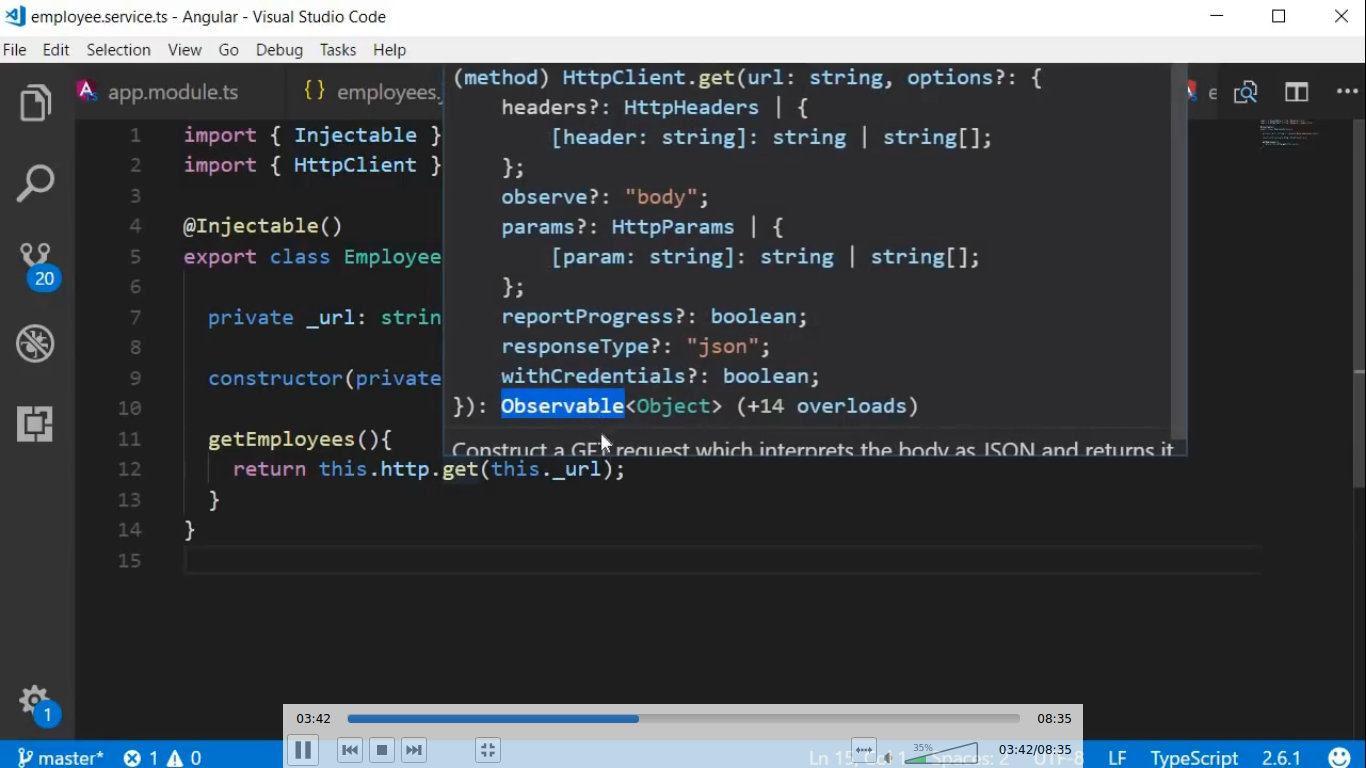 employee.service.ts - Angular - Visual Studio Code
File Edit Selection View Go Debug Tasks Help
app.module.ts {} employees.
(method) HttpClient.get(url: string, options?: {
headers?: HttpHeaders | {
[header: string]: string | string[];
};
observe?: "body";
params?: HttpParams | {
[param: string]: string | string[];
};
reportProgress?: boolean;
responseType?: "json";
withCredentials?: boolean;
}): Observable<Object> (+14 overloads)
Construct a GET request which interprets the body as JSON and returns it
1 import { Injectable }
2 import { HttpClient }
3
4 @Injectable()
5 export class Employee
6
7 private _url: strin
8
9 constructor(private
10
11 getEmployees(){
12 return this.http.get(this._url);
13 }
14 }
15
20
1
03:42 08:35
35% 03:42/08:35
master* 1 0 Ln 15, Col 1 Spaces: 2 UTF-8 LF TypeScript 2.6.1